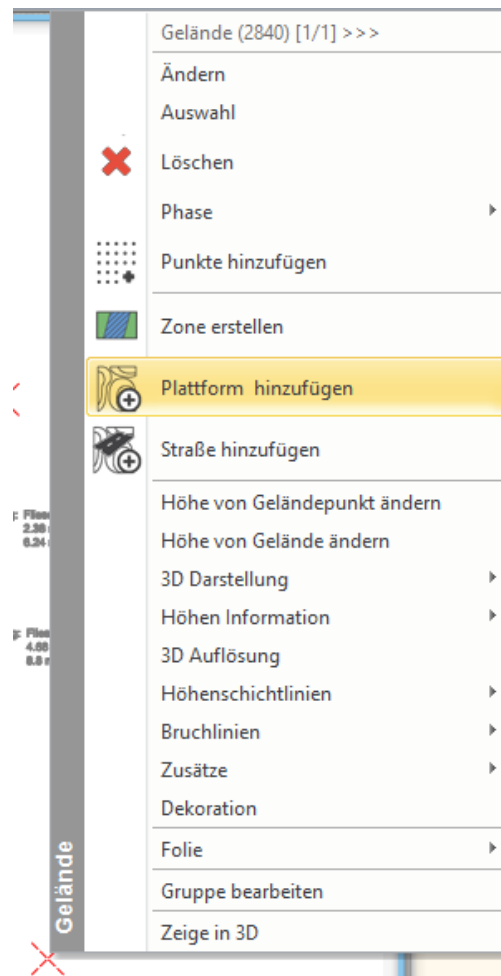 Gelände (2840) [1/1] >>>
Ändern
Auswahl
Löschen
Phase
Punkte hinzufügen
Zone erstellen
Plattform hinzufügen
Straße hinzufügen
Höhe von Geländepunkt ändern
Höhe von Gelände ändern
3D Darstellung
Höhen Information
3D Auflösung
Höhenschichtlinien
Bruchlinien
Zusätze
Dekoration
Folie
Gruppe bearbeiten
Zeige in 3D
Gelände